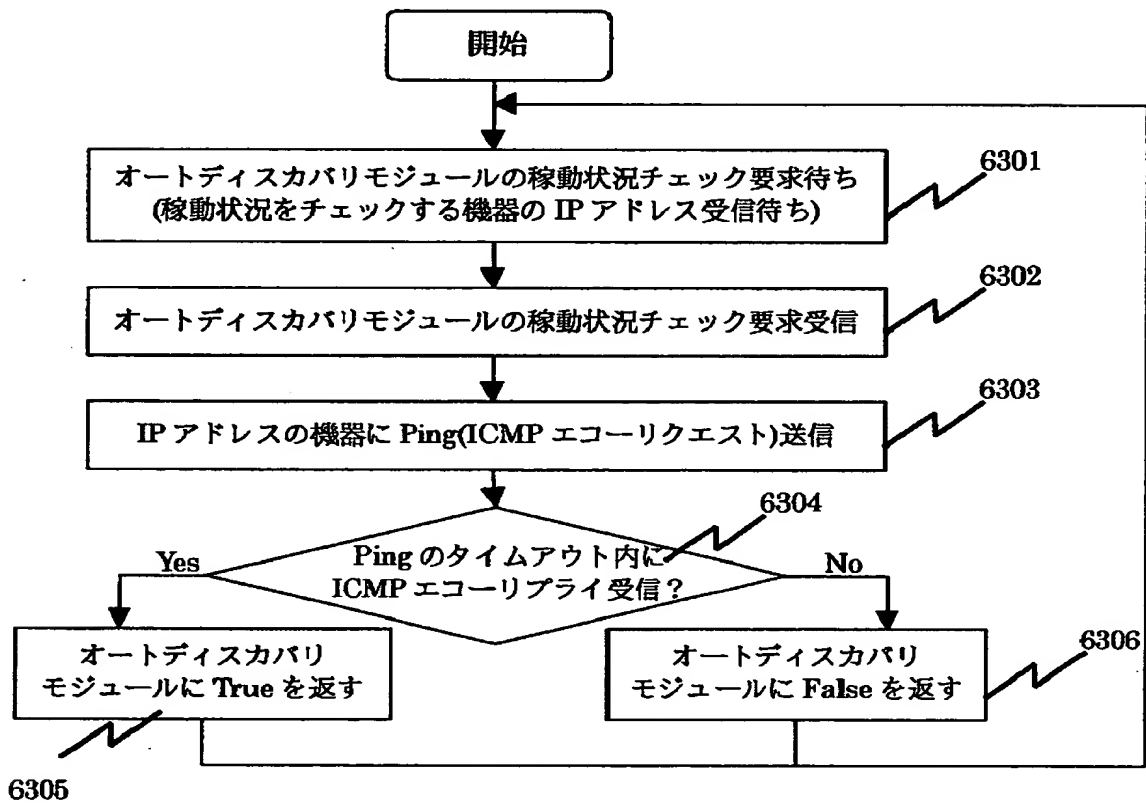 開始
オートディスカバリモジュールの稼動状況チェック要求待ち
(稼動状況をチェックする機器の IP アドレス受信待ち)
6301
オートディスカバリモジュールの稼動状況チェック要求受信
6302
IP アドレスの機器に Ping(ICMP エコーリクエスト)送信
6303
Ping のタイムアウト内に
ICMP エコーリプライ受信？
6304
Yes
No
オートディスカバリ
モジュールに True を返す
6305
オートディスカバリ
モジュールに False を返す
6306